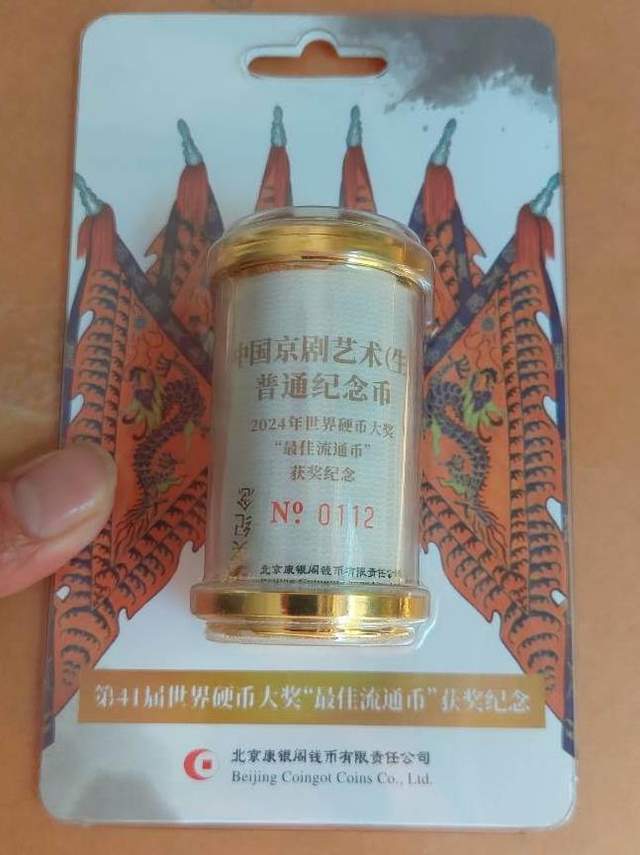 中国京剧艺术(生
普通纪念币
2024年世界硬币大奖
“最佳流通币”
获奖纪念
№ 0112
纪念
北京康银阁钱币有限责任公
第41届世界硬币大奖“最佳流通币”获奖纪念
北京康银阁钱币有限责任公司
Beijing Coingot Coins Co., Ltd.